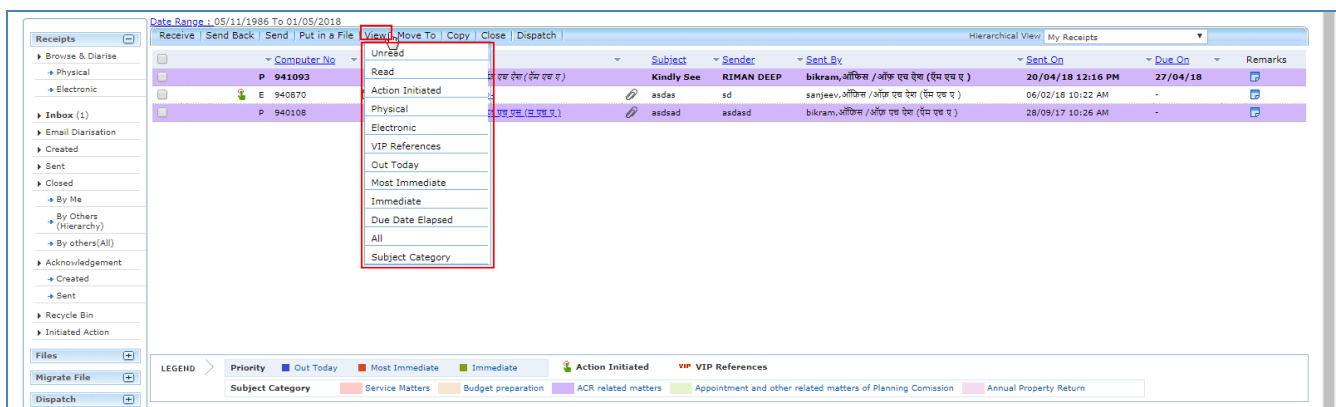 Date Range : 05/11/1986 To 01/05/2018
Receipts
Receive | Send Back | Send | Put in a File | View | Move To | Copy | Close | Dispatch |
Hierarchical View My Receipts
Browse & Diarise
Physical
Electronic
Inbox (1)
Email Diarisation
Created
Sent
Closed
By Me
By Others (Hierarchy)
By others(All)
Acknowledgement
Created
Sent
Recycle Bin
Initiated Action
Files
Migrate File
Dispatch
Computer No Subject Sender Sent By Sent On Due On Remarks
P 941093 Kindly See RIMAN DEEP bikram,ऑफिस /ऑफ़ एच ऐश (ऍम एच ए ) 20/04/18 12:16 PM 27/04/18
E 940870 asdas sd sanjeev,ऑफिस /ऑफ़ एच ऐश (ऍम एच ए ) 06/02/18 10:22 AM -
P 940108 asdsad asdasd bikram,ऑफिस /ऑफ़ एच ऐश (ऍम एच ए ) 28/09/17 10:26 AM -
Unread
Read
Action Initiated
Physical
Electronic
VIP References
Out Today
Most Immediate
Immediate
Due Date Elapsed
All
Subject Category
LEGEND Priority Out Today Most Immediate Immediate Action Initiated VIP VIP References
Subject Category Service Matters Budget preparation ACR related matters Appointment and other related matters of Planning Comission Annual Property Return